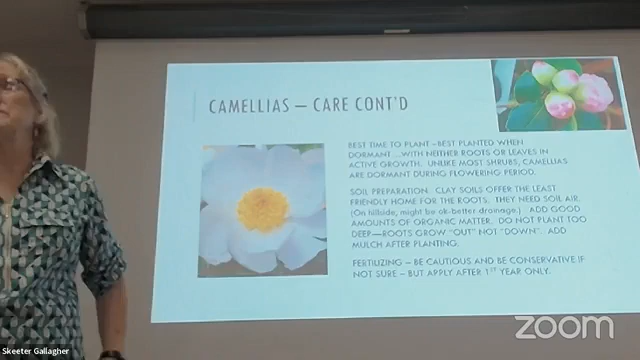 CAMELLIAS – CARE CONT'D
BEST TIME TO PLANT –BEST PLANTED WHEN
DORMANT …WITH NEITHER ROOTS OR LEAVES IN
ACTIVE GROWTH. UNLIKE MOST SHRUBS, CAMELLIAS
ARE DORMANT DURING FLOWERING PERIOD.
SOIL PREPARATION. CLAY SOILS OFFER THE LEAST
FRIENDLY HOME FOR THE ROOTS. THEY NEED SOIL AIR.
(On hillside, might be ok-better drainage.) ADD GOOD
AMOUNTS OF ORGANIC MATTER. DO NOT PLANT TOO
DEEP—ROOTS GROW "OUT" NOT "DOWN". ADD
MULCH AFTER PLANTING.
FERTILIZING – BE CAUTIOUS AND BE CONSERVATIVE IF
NOT SURE – BUT APPLY AFTER 1ST YEAR ONLY.
zoom
Skeeter Gallagher